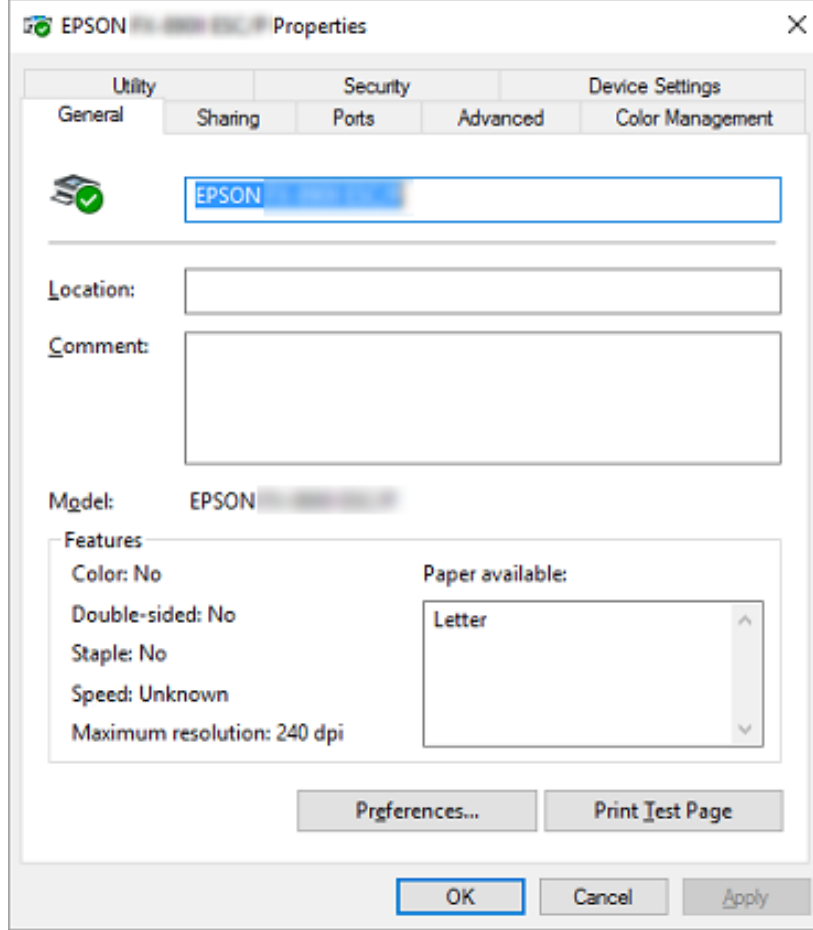 EPSON Properties
Utility Security Device Settings
General Sharing Ports Advanced Color Management
EPSON
Location:
Comment:
Model: EPSON
Features
Color: No
Paper available:
Double-sided: No
Letter
Staple: No
Speed: Unknown
Maximum resolution: 240 dpi
Preferences... Print Test Page
OK Cancel Apply